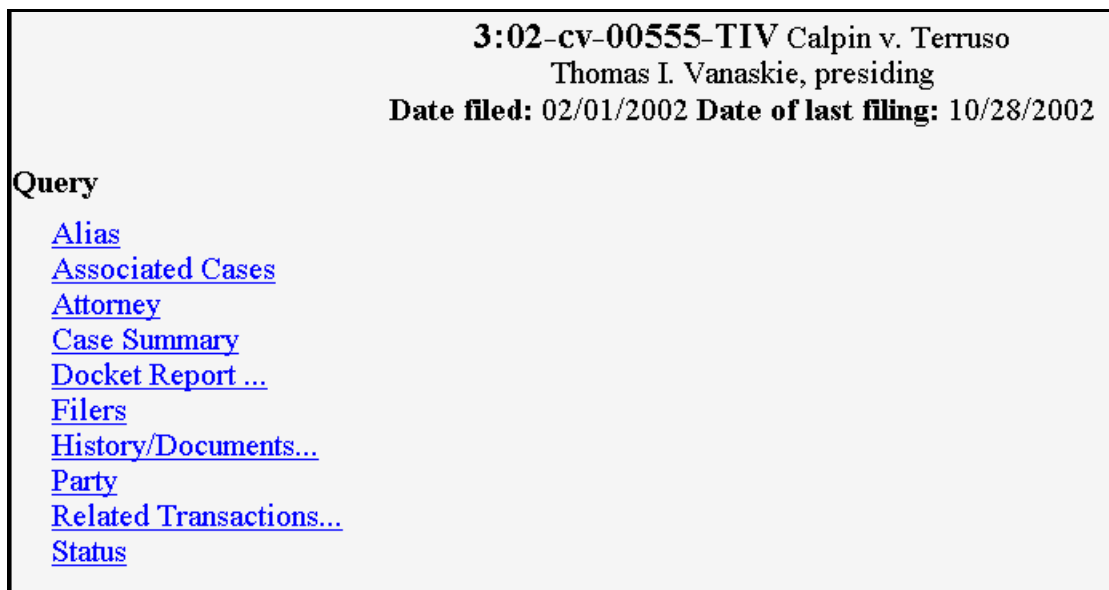 3:02-cv-00555-TIV Calpin v. Terruso
Thomas I. Vanaskie, presiding
Date filed: 02/01/2002 Date of last filing: 10/28/2002
Query
Alias
Associated Cases
Attorney
Case Summary
Docket Report ...
Filers
History/Documents...
Party
Related Transactions...
Status